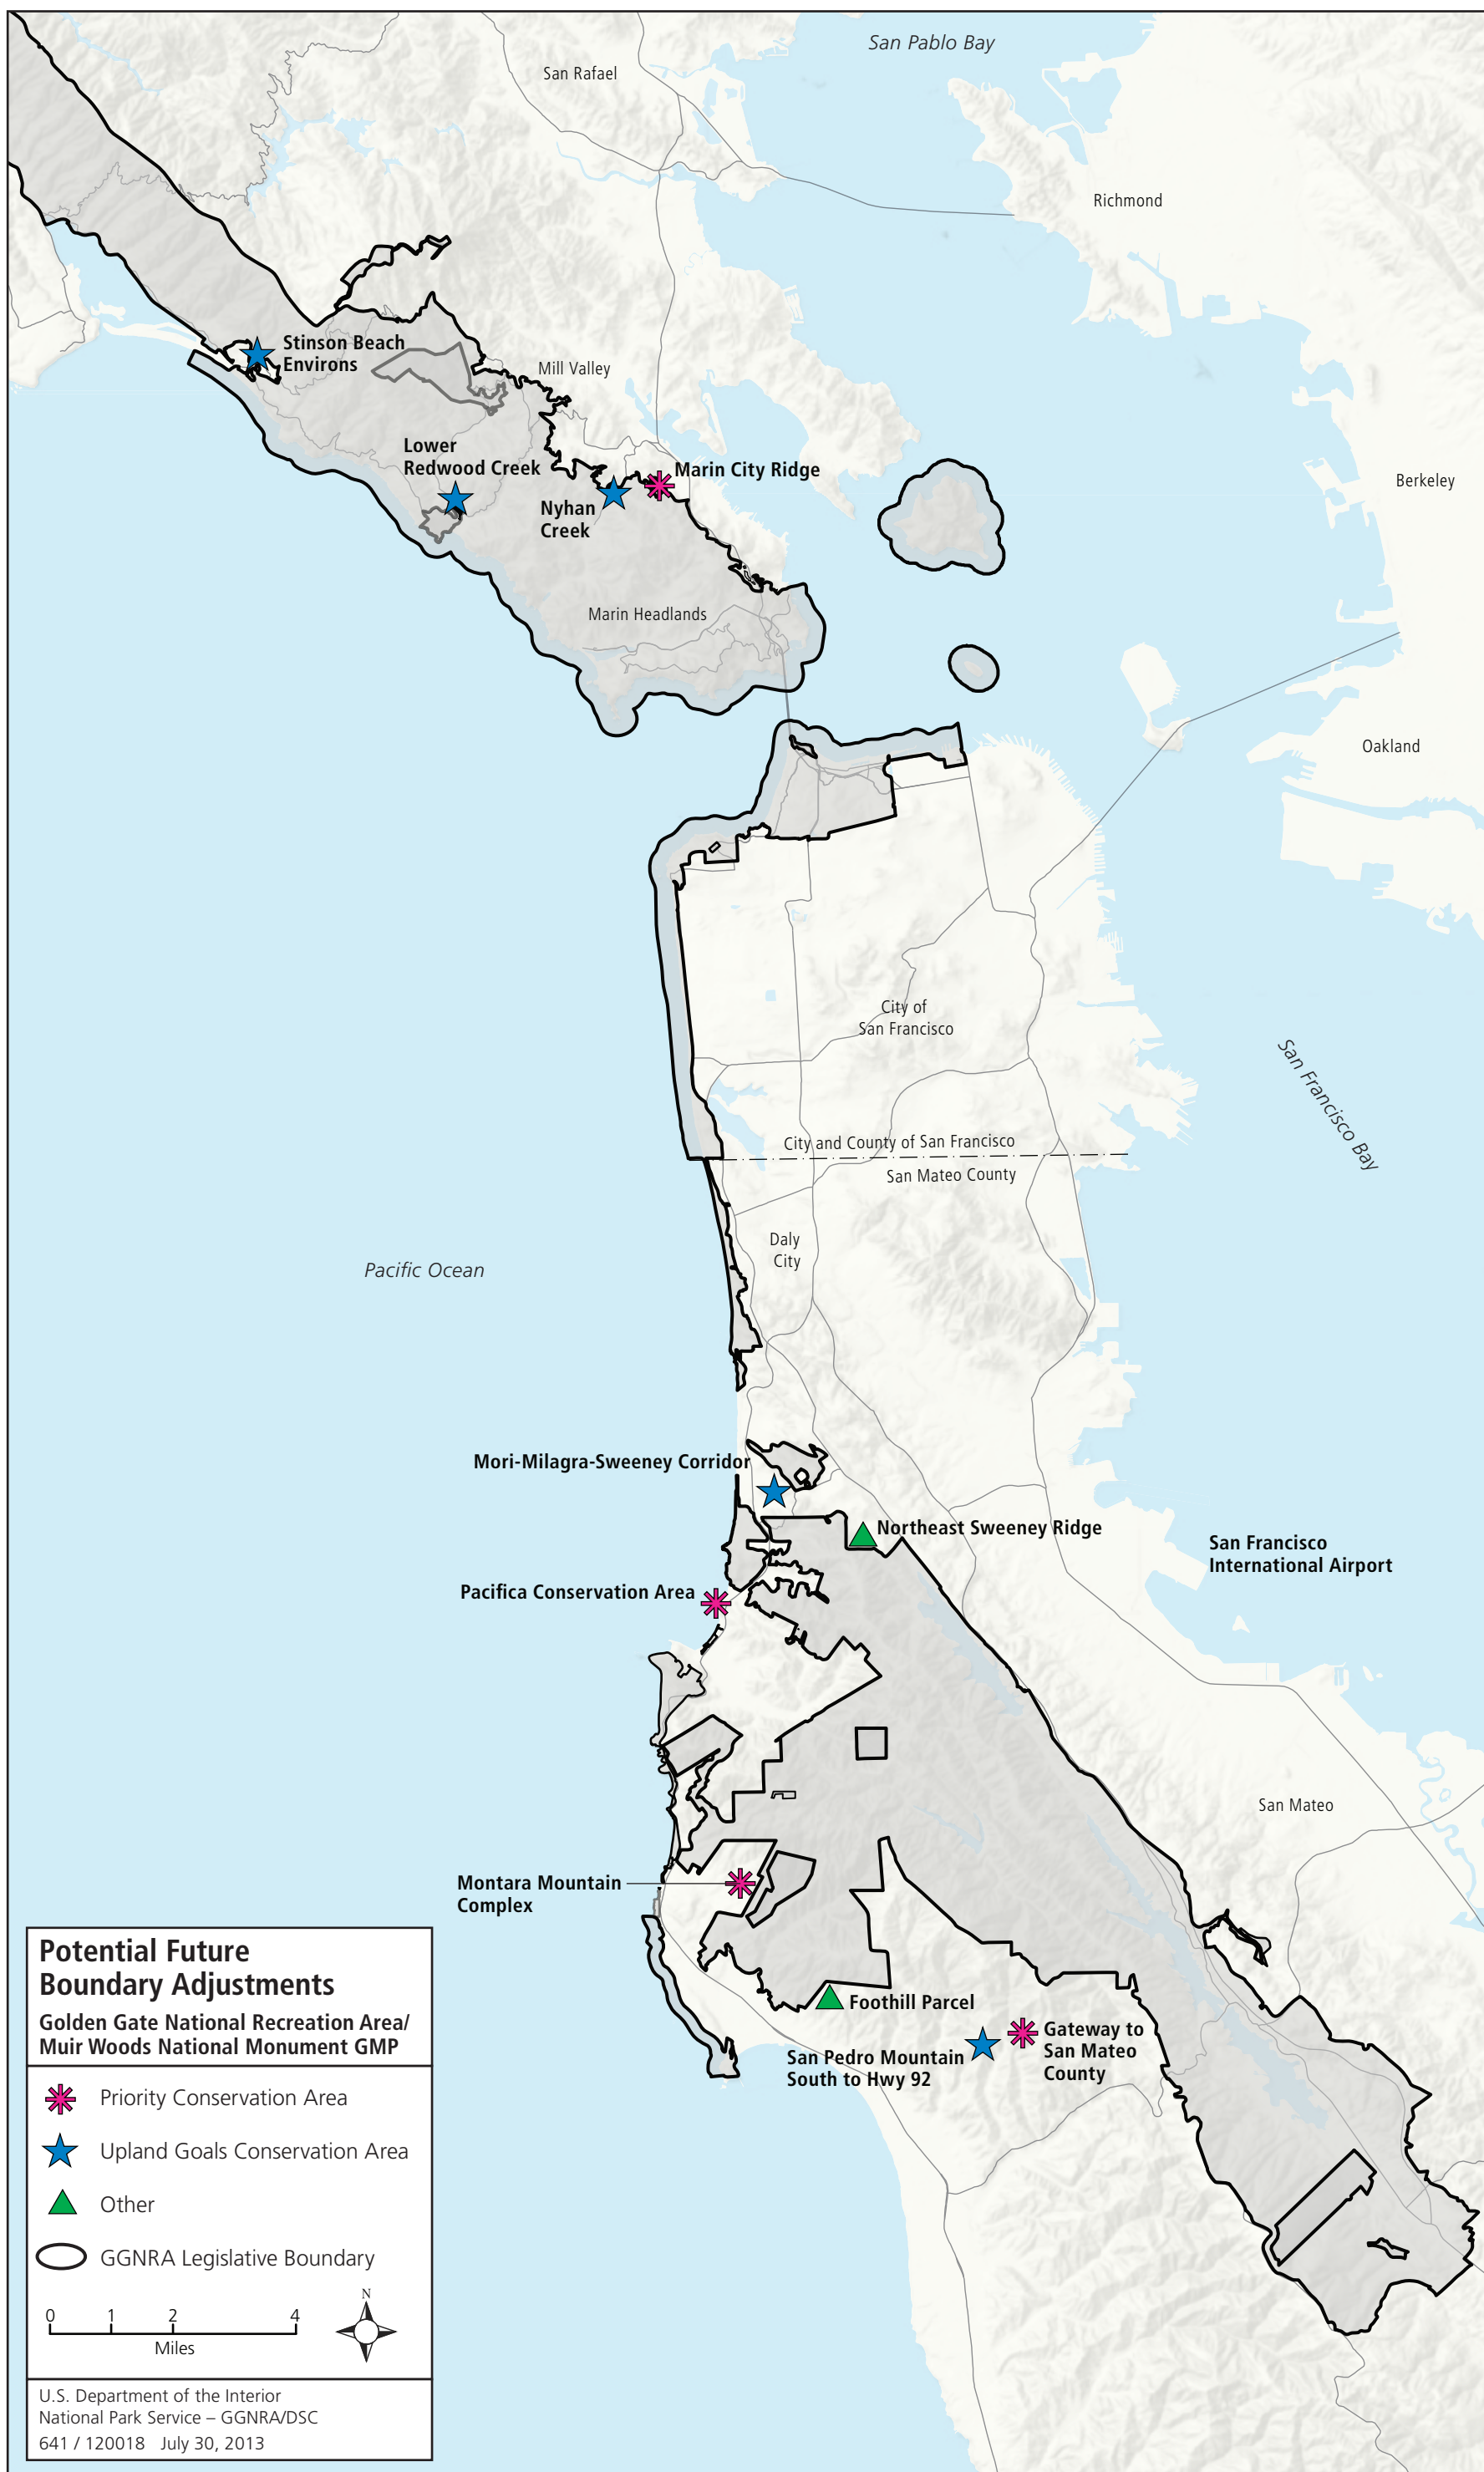 San Pablo Bay
San Rafael
Richmond
Stinson Beach
Environs
Mill Valley
Lower
Redwood Creek
Marin City Ridge
Berkeley
Nyhan
Creek
Marin Headlands
Oakland
City of
San Francisco
San Francisco Bay
City and County of San Francisco
San Mateo County
Daly
City
Pacific Ocean
Mori-Milagra-Sweeney Corridor
Northeast Sweeney Ridge
San Francisco
International Airport
Pacifica Conservation Area
San Mateo
Montara Mountain
Complex
Foothill Parcel
San Pedro Mountain
South to Hwy 92
Gateway to
San Mateo
County
Potential Future
Boundary Adjustments
Golden Gate National Recreation Area/
Muir Woods National Monument GMP
Priority Conservation Area
Upland Goals Conservation Area
Other
GGNRA Legislative Boundary
N
0 1 2 4
Miles
U.S. Department of the Interior
National Park Service – GGNRA/DSC
641 / 120018 July 30, 2013